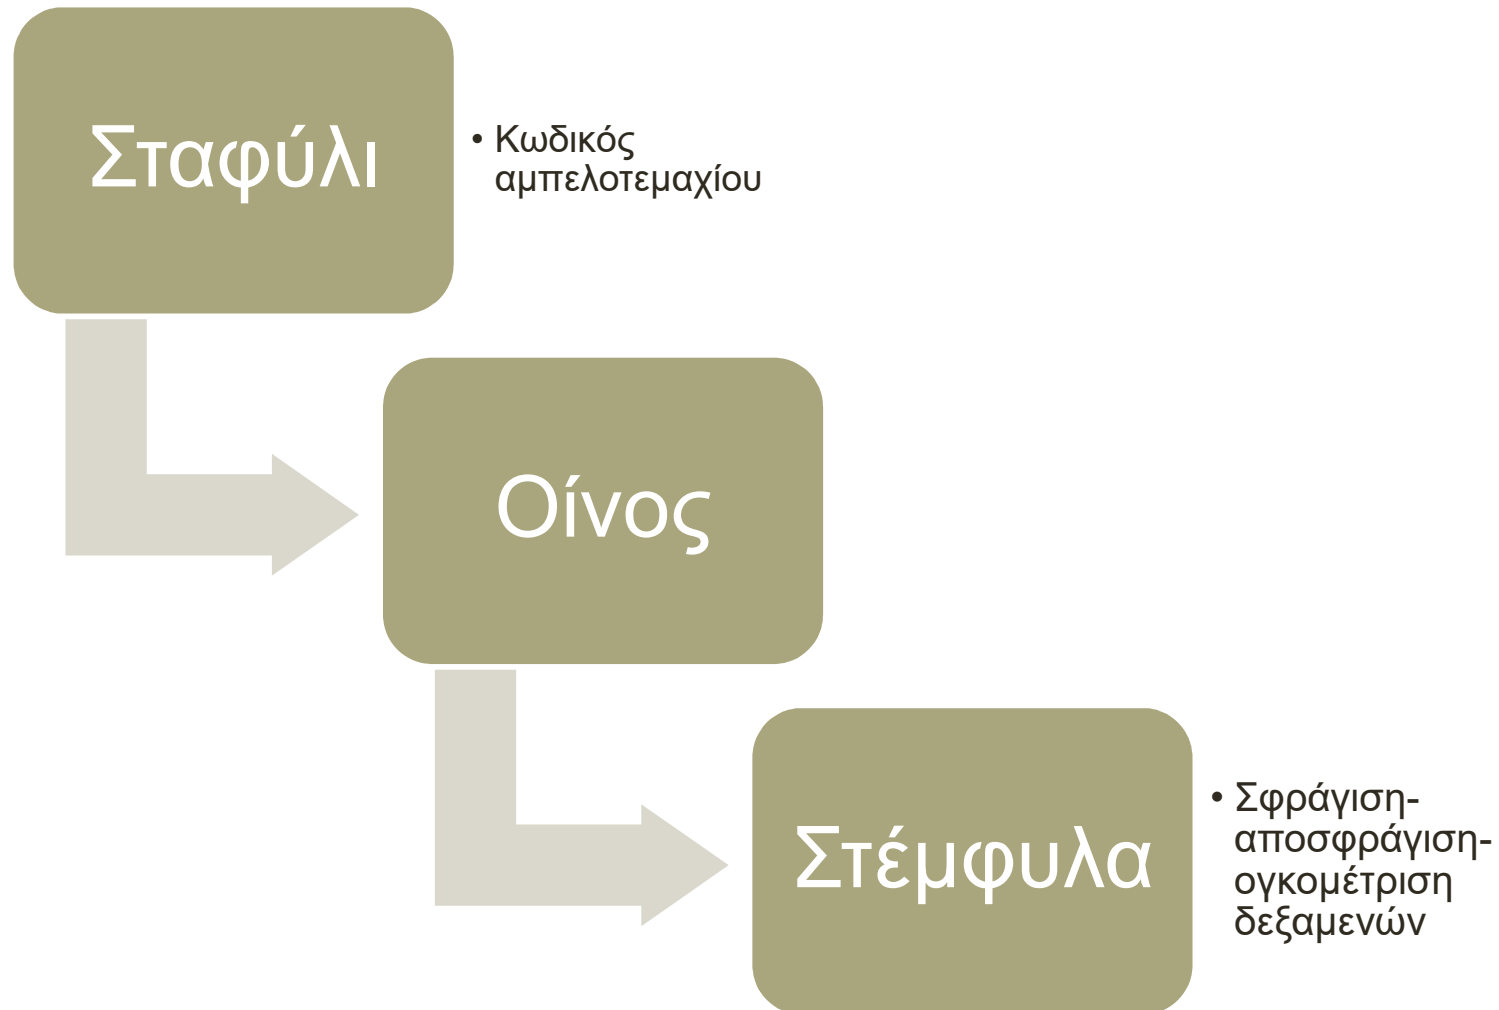 Σταφύλι
• Κωδικός
αμπελοτεμαχίου
Οίνος
Στέμφυλα
• Σφράγιση-
αποσφράγιση-
ογκομέτριση
δεξαμενών